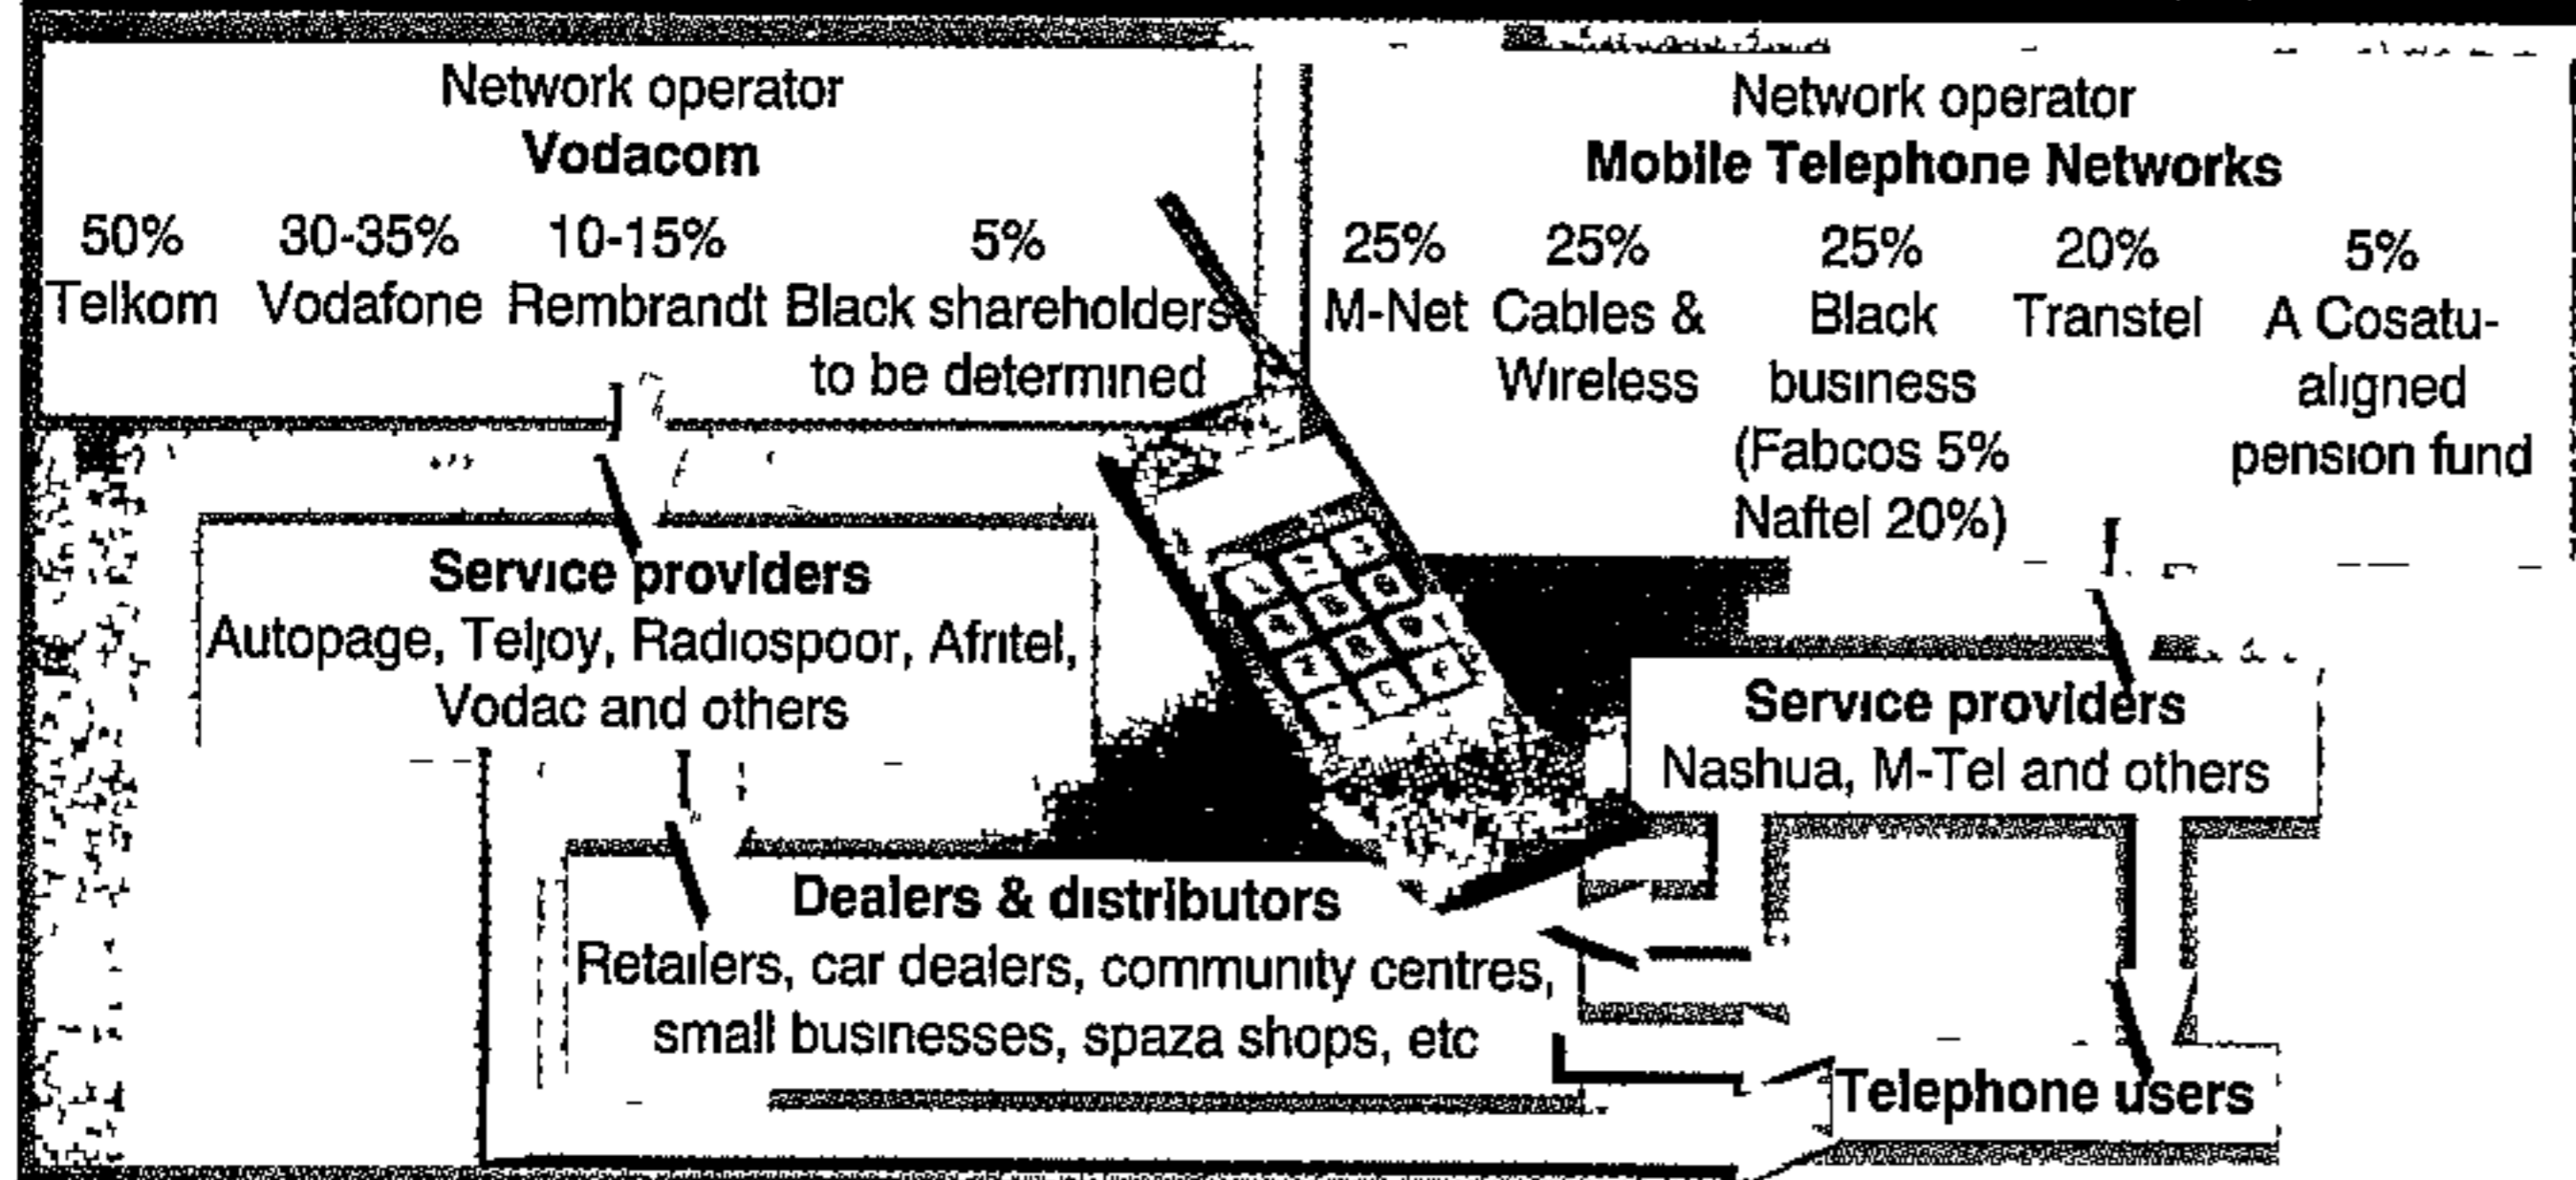 Network operator
Vodacom
50% 30-35% 10-15% 5%
Telkom Vodafone Rembrandt Black shareholders
to be determined
Network operator
Mobile Telephone Networks
25% 25% 25% 20% 5%
M-Net Cables & Black Transtel A Cosatu-
Wireless business aligned
(Fabcos 5% pension fund
Naftel 20%)
Service providers
Autopage, Teljoy, Radiospoor, Afritel,
Vodac and others
Service providers
Nashua, M-Tel and others
Dealers & distributors
Retailers, car dealers, community centres,
small businesses, spaza shops, etc
Telephone users